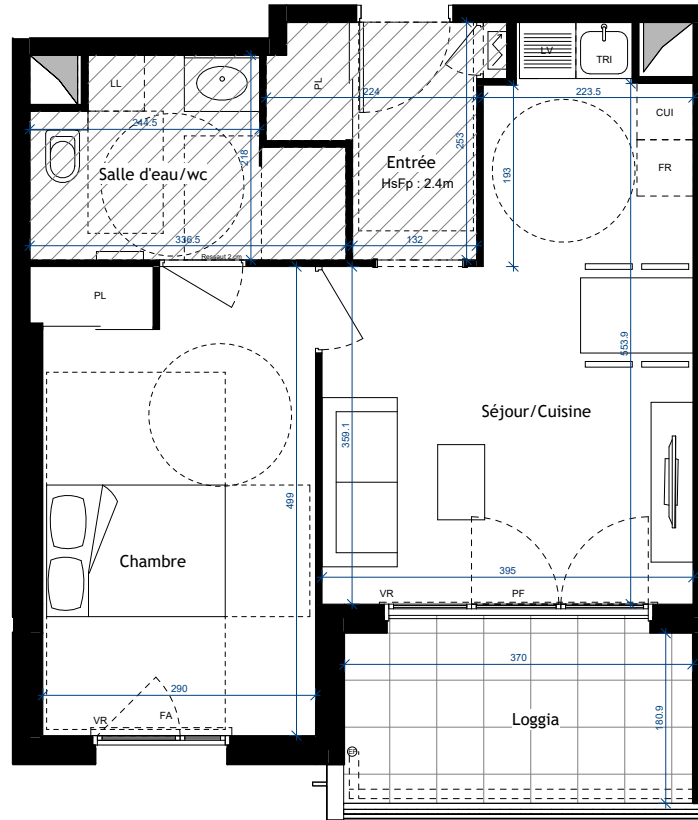 LV
TRI
LL
PL
224
223.5
CUI
244.5
253
218
193
FR
Entrée
HsFp : 2.4m
Salle d'eau/wc
336.5
132
Ressaut 2 cm
PL
553.9
359.1
Séjour/Cuisine
499
Chambre
395
VR
PF
290
370
VR
FA
Loggia
180.9